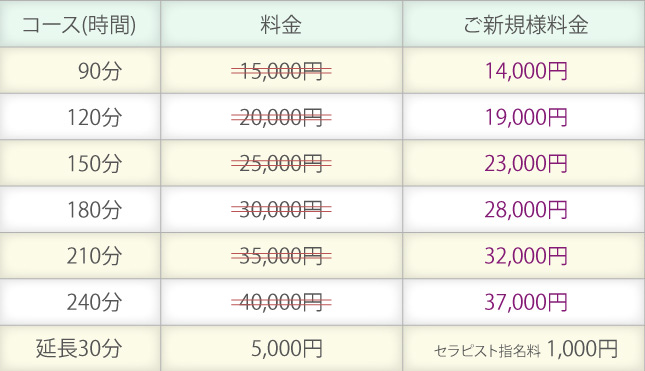 コース(時間) 料金 ご新規様料金
90分 15,000円 14,000円
120分 20,000円 19,000円
150分 25,000円 23,000円
180分 30,000円 28,000円
210分 35,000円 32,000円
240分 40,000円 37,000円
延長30分 5,000円 セラピスト指名料 1,000円